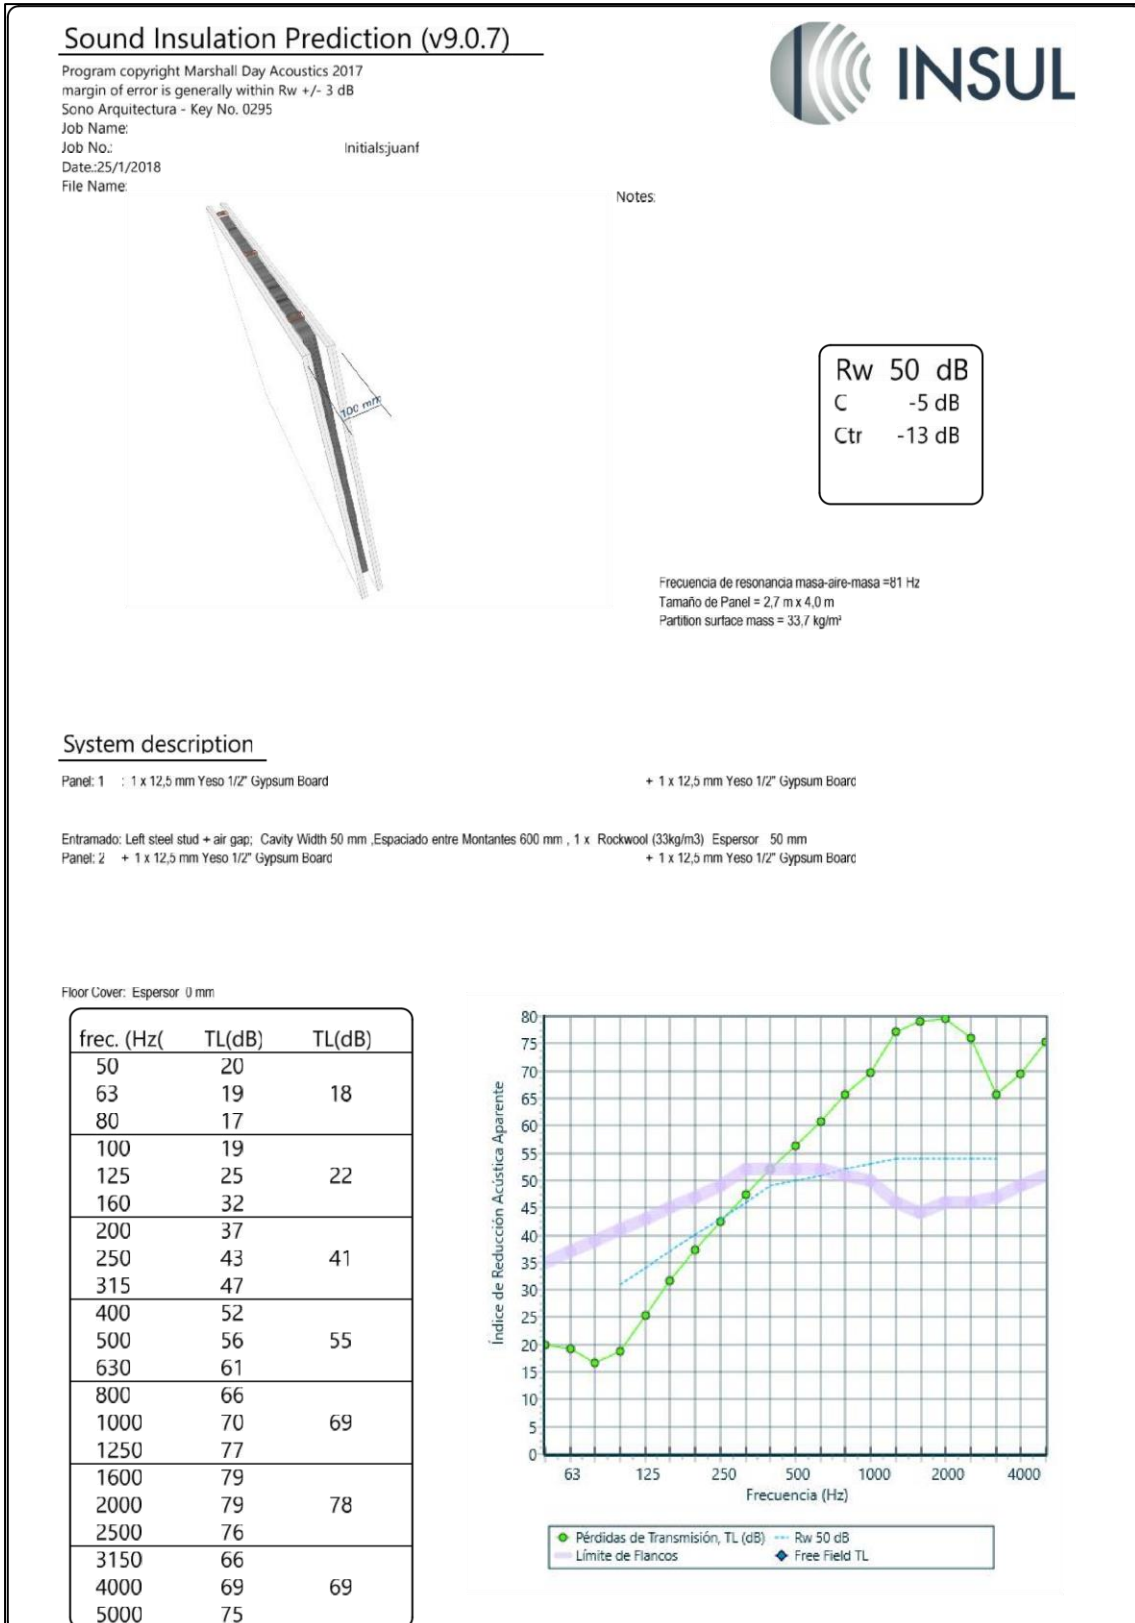 Sound Insulation Prediction (v9.0.7)
INSUL
Program copyright Marshall Day Acoustics 2017
margin of error is generally within Rw +/- 3 dB
Sono Arquitectura - Key No. 0295
Job Name:
Job No.: Initials:juanf
Date.:25/1/2018
File Name:
Notes:
100 mm
Rw 50 dB
C -5 dB
Ctr -13 dB
Frecuencia de resonancia masa-aire-masa =81 Hz
Tamaño de Panel = 2,7 m x 4,0 m
Partition surface mass = 33,7 kg/m²
System description
Panel: 1 : 1 x 12,5 mm Yeso 1/2" Gypsum Board + 1 x 12,5 mm Yeso 1/2" Gypsum Board
Entramado: Left steel stud + air gap; Cavity Width 50 mm ,Espaciado entre Montantes 600 mm , 1 x Rockwool (33kg/m3) Espersor 50 mm
Panel: 2 + 1 x 12,5 mm Yeso 1/2" Gypsum Board + 1 x 12,5 mm Yeso 1/2" Gypsum Board
Floor Cover: Espersor 0 mm
frec. (Hz( TL(dB) TL(dB)
50 20
63 19 18
80 17
100 19
125 25 22
160 32
200 37
250 43 41
315 47
400 52
500 56 55
630 61
800 66
1000 70 69
1250 77
1600 79
2000 79 78
2500 76
3150 66
4000 69 69
5000 75
Índice de Reducción Acústica Aparente
80
75
70
65
60
55
50
45
40
35
30
25
20
15
10
5
0
63 125 250 500 1000 2000 4000
Frecuencia (Hz)
Pérdidas de Transmisión, TL (dB) Rw 50 dB
Límite de Flancos Free Field TL